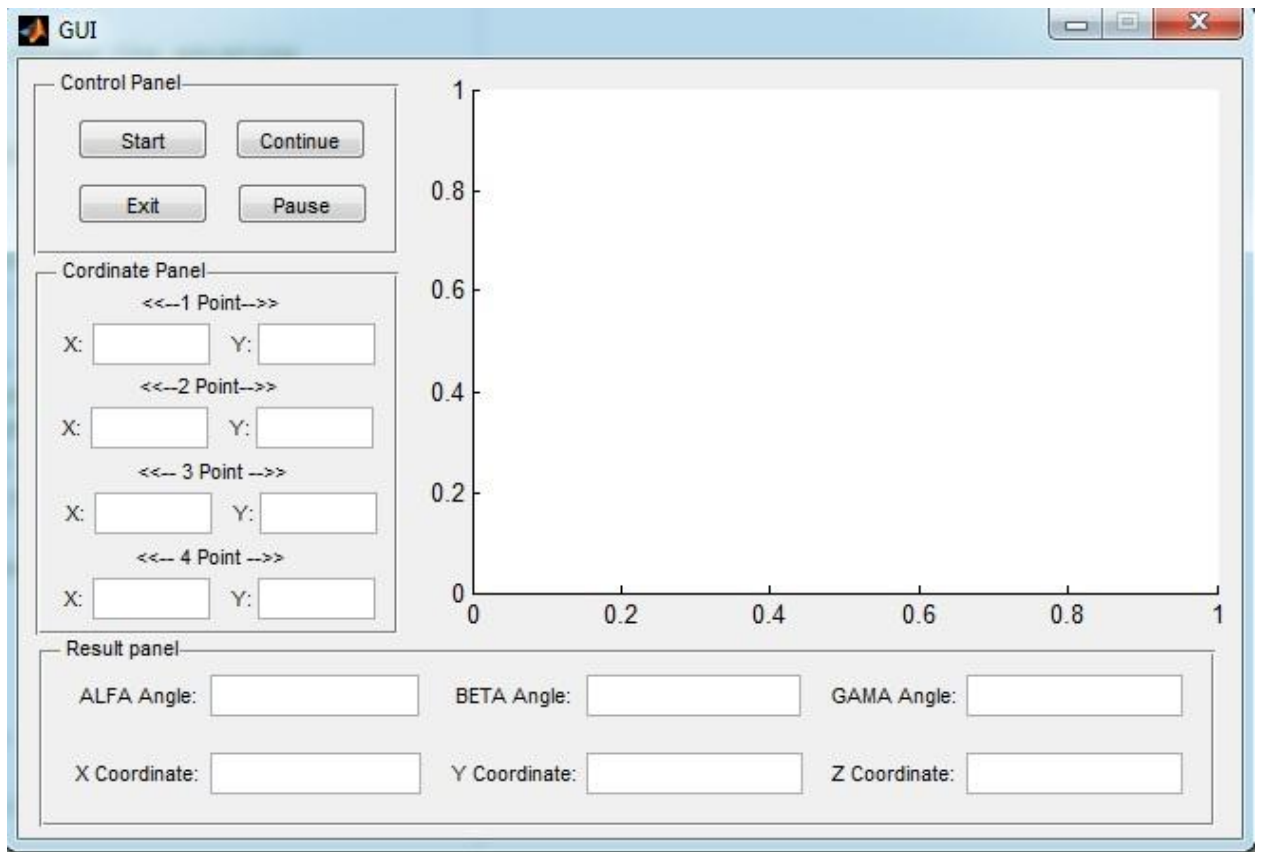 GUI
Control Panel
Start Continue
Exit Pause
Cordinate Panel
<<--1 Point-->>
X: Y:
<<--2 Point-->>
X: Y:
<<-- 3 Point -->>
X: Y:
<<-- 4 Point -->>
X: Y:
1
0.8
0.6
0.4
0.2
0
0 0.2 0.4 0.6 0.8 1
Result panel
ALFA Angle: BETA Angle: GAMA Angle:
X Coordinate: Y Coordinate: Z Coordinate: